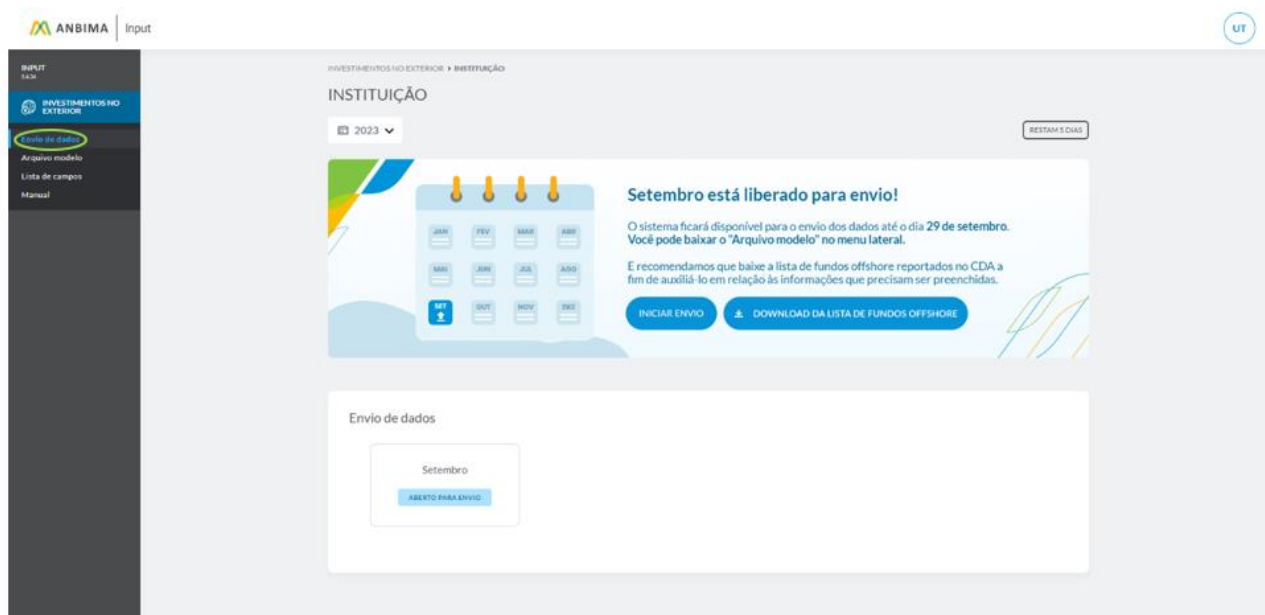 ANBIMA Input
UT
INPUT
INVESTIMENTOS NO
EXTERIOR
Envio de dados
Arquivo modelo
Lista de campos
Manual
INVESTIMENTOS NO EXTERIOR > INSTITUIÇÃO
INSTITUIÇÃO
2023
RESTAM 5 DIAS
JAN FEV MAR ABR
MAI JUN JUL AGO
SET OUT NOV DEZ
Setembro está liberado para envio!
O sistema ficará disponível para o envio dos dados até o dia 29 de setembro.
Você pode baixar o "Arquivo modelo" no menu lateral.
E recomendamos que baixe a lista de fundos offshore reportados no CDA a
fim de auxiliá-lo em relação às informações que precisam ser preenchidas.
INICIAR ENVIO
DOWNLOAD DA LISTA DE FUNDOS OFFSHORE
Envio de dados
Setembro
ABERTO PARA ENVIO